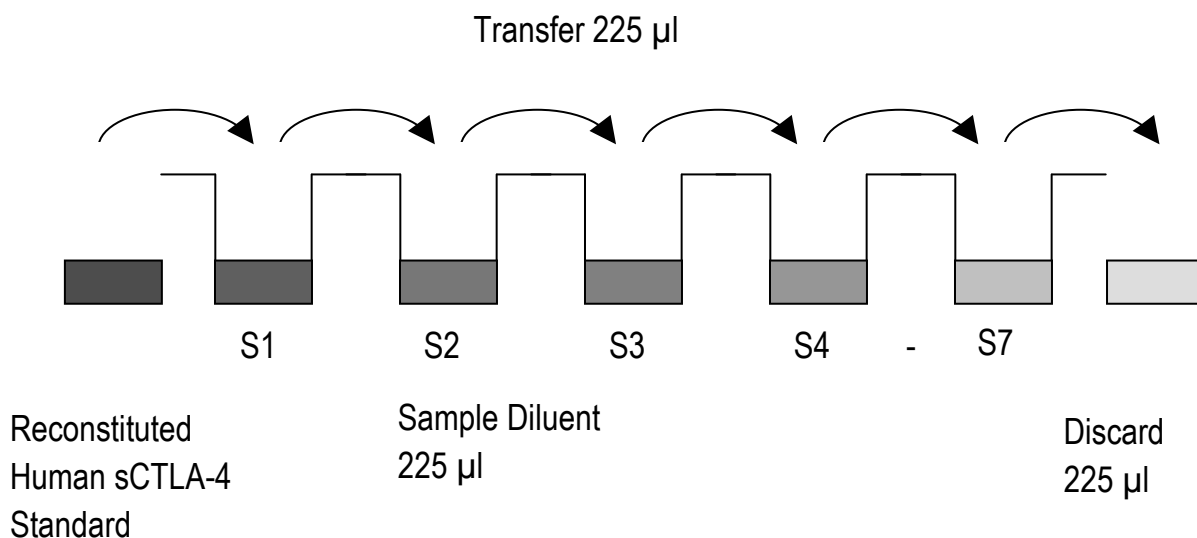 Transfer 225 µl
S1 S2 S3 S4 - S7
Reconstituted
Human sCTLA-4
Standard
Sample Diluent
225 µl
Discard
225 µl